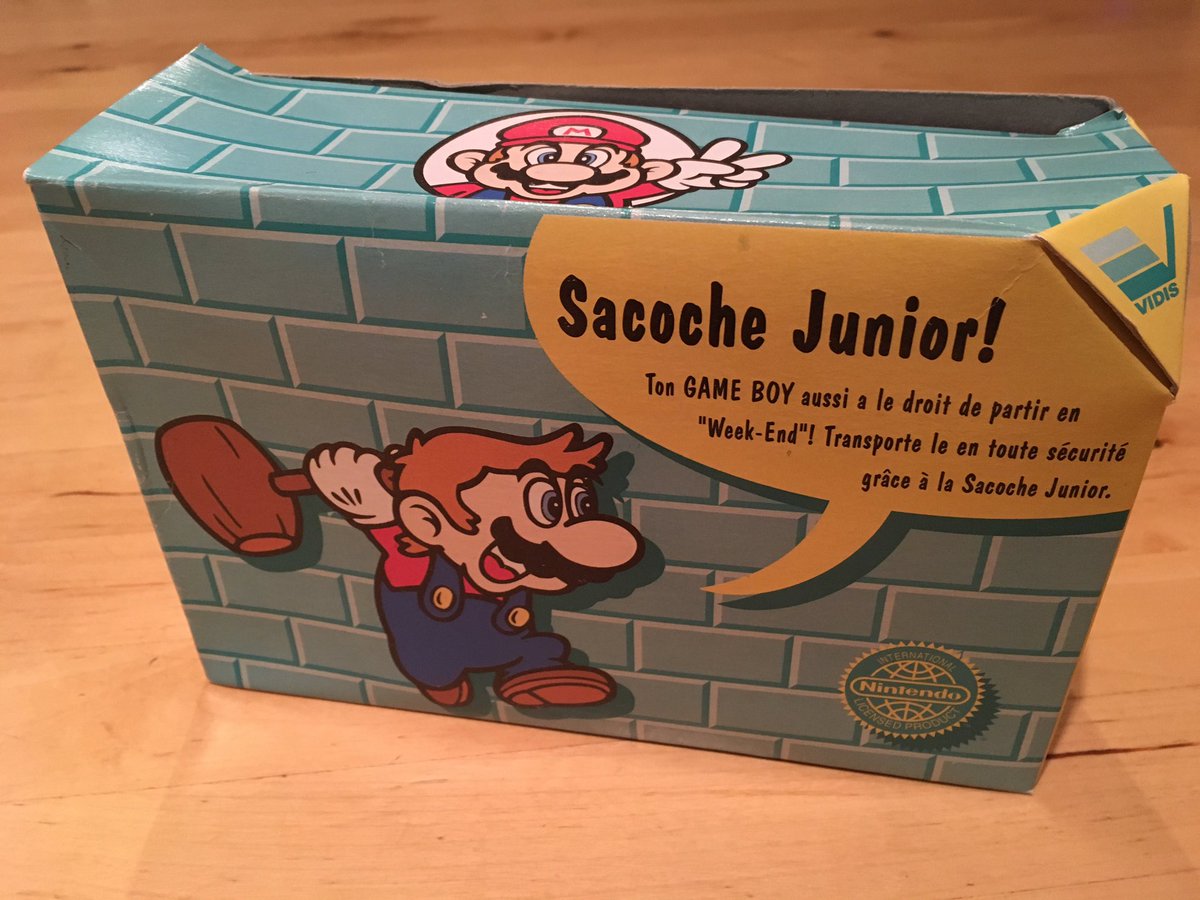 M
VIDIS
Sacoche Junior!
Ton GAME BOY aussi a le droit de partir en
"Week-End"! Transporte le en toute sécurité
grâce à la Sacoche Junior.
INTERNATIONAL
Nintendo
LICENSED PRODUCT